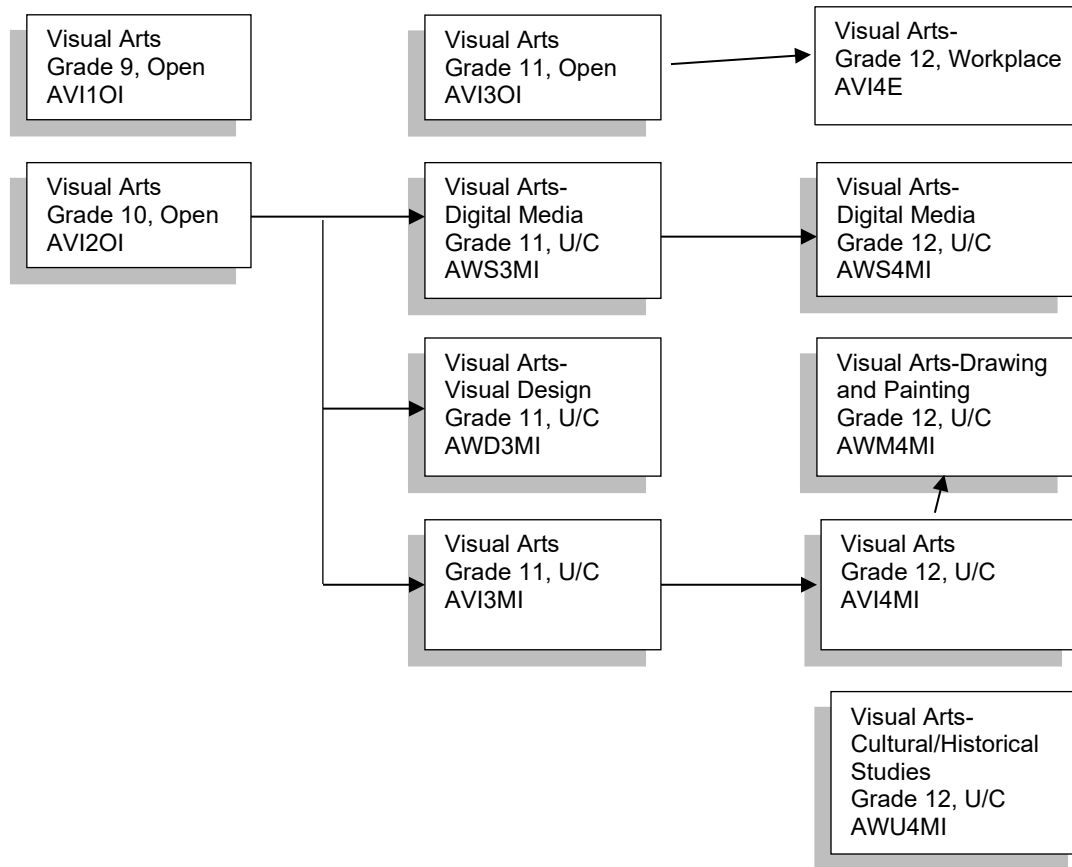 Visual Arts
Grade 9, Open
AVI1OI
Visual Arts
Grade 11, Open
AVI3OI
Visual Arts-
Grade 12, Workplace
AVI4E
Visual Arts
Grade 10, Open
AVI2OI
Visual Arts-
Digital Media
Grade 11, U/C
AWS3MI
Visual Arts-
Digital Media
Grade 12, U/C
AWS4MI
Visual Arts-
Visual Design
Grade 11, U/C
AWD3MI
Visual Arts-Drawing
and Painting
Grade 12, U/C
AWM4MI
Visual Arts
Grade 11, U/C
AVI3MI
Visual Arts
Grade 12, U/C
AVI4MI
Visual Arts-
Cultural/Historical
Studies
Grade 12, U/C
AWU4MI